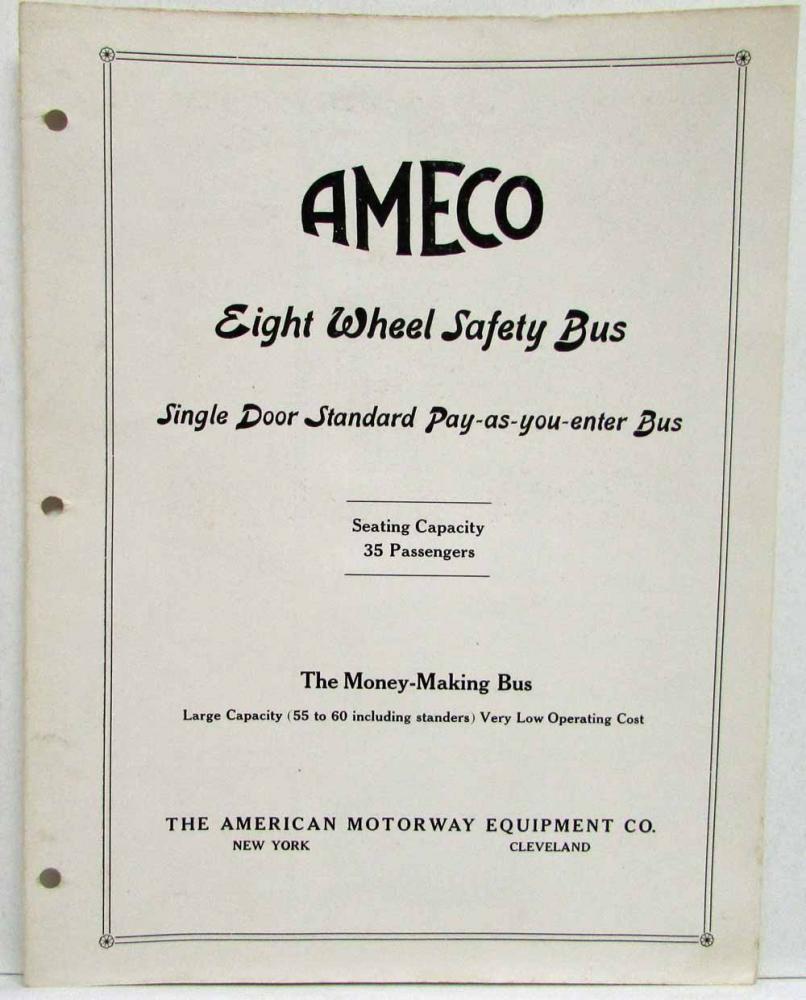 AMECO
Eight Wheel Safety Bus
Single Door Standard Pay-as-you-enter Bus
Seating Capacity
35 Passengers
The Money-Making Bus
Large Capacity (55 to 60 including standers) Very Low Operating Cost
THE AMERICAN MOTORWAY EQUIPMENT CO.
NEW YORK CLEVELAND